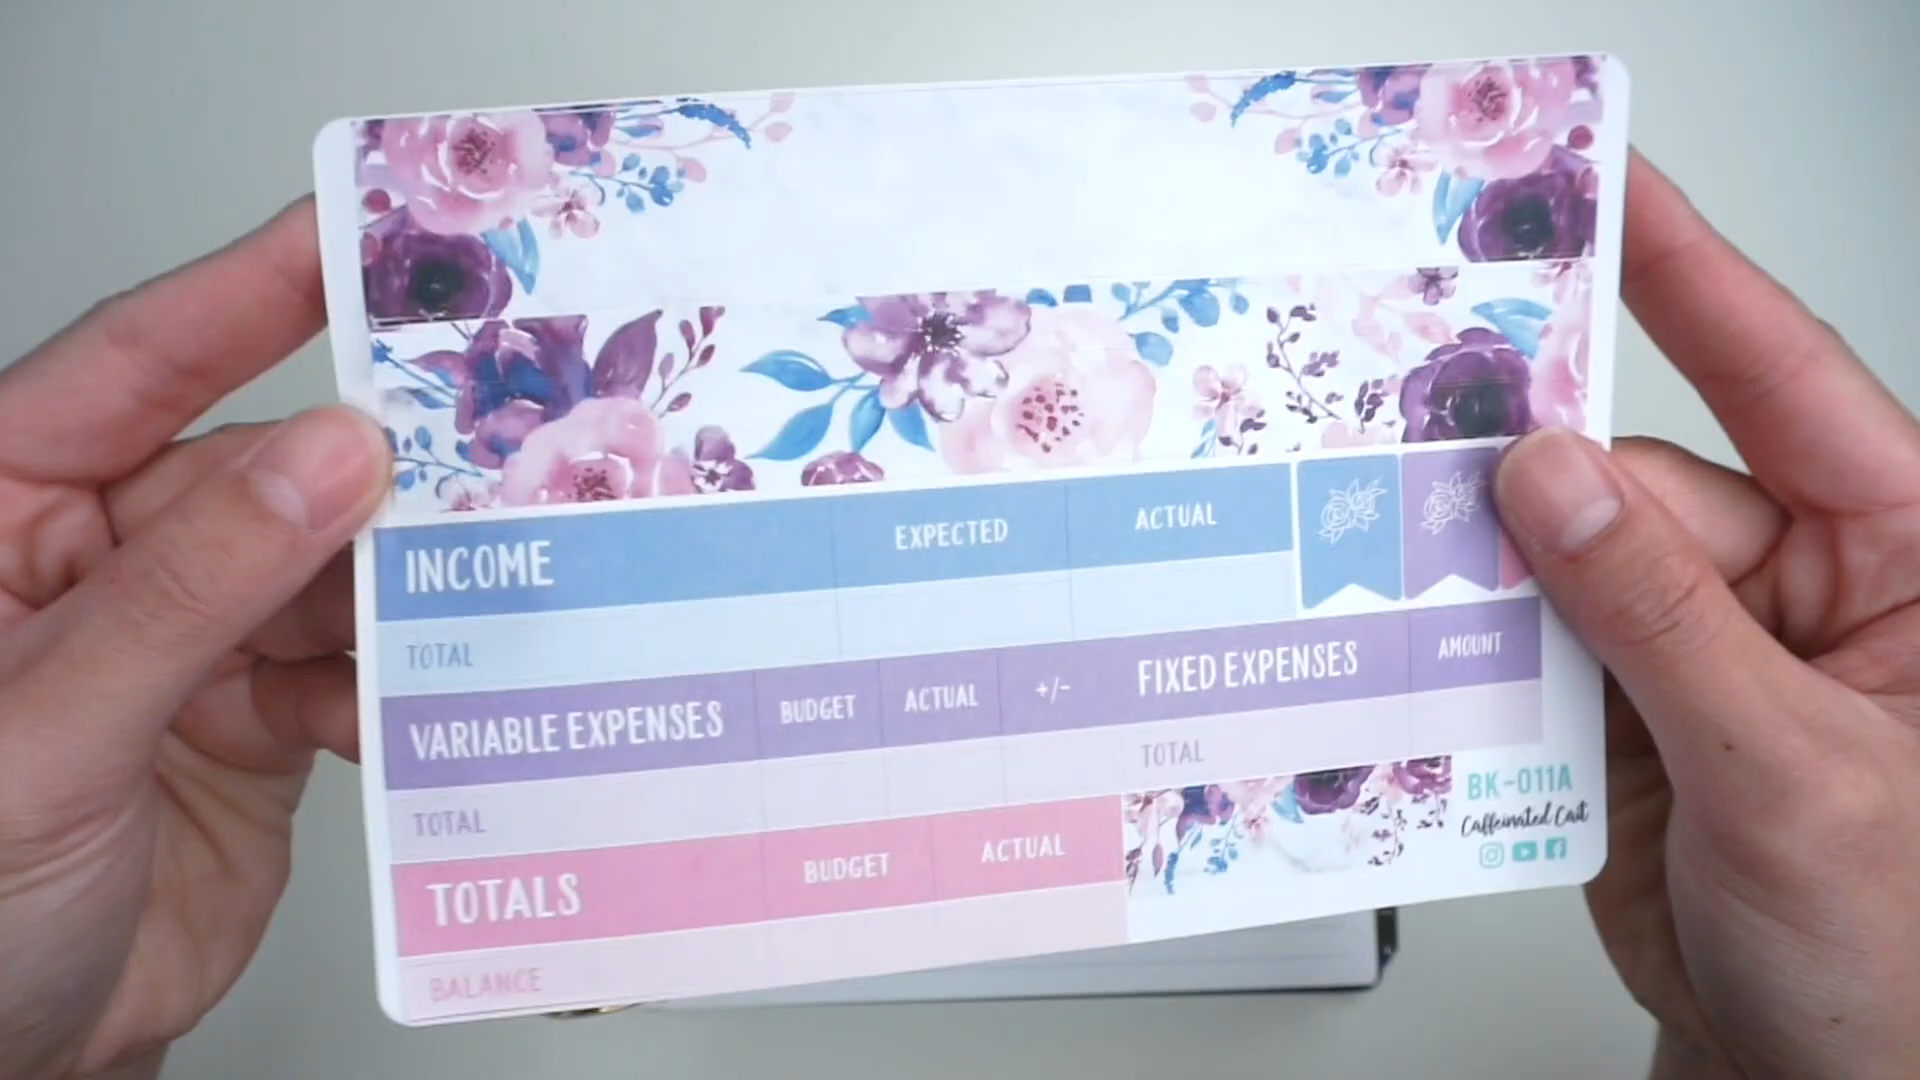 INCOME EXPECTED ACTUAL
TOTAL
VARIABLE EXPENSES BUDGET ACTUAL +/- FIXED EXPENSES AMOUNT
TOTAL TOTAL
TOTALS BUDGET ACTUAL
BALANCE
BK-011A
Caffeinated Cait